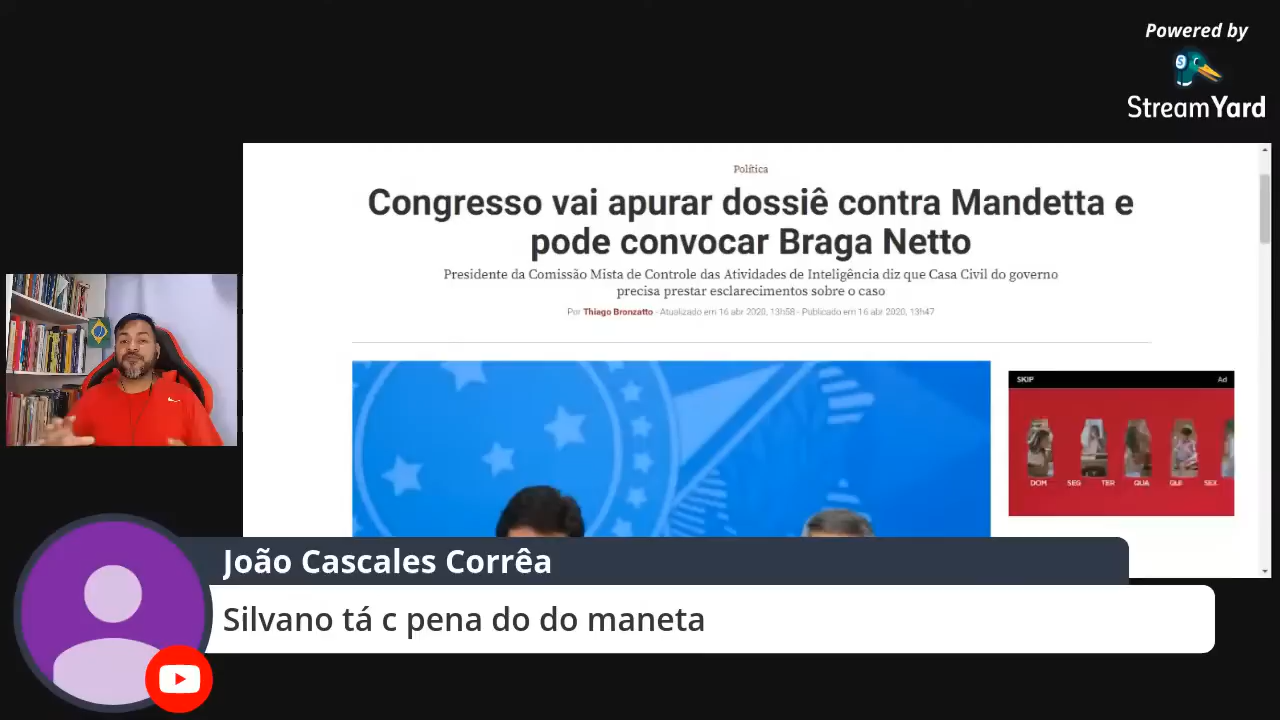 Powered by
StreamYard
Política
Congresso vai apurar dossiê contra Mandetta e
pode convocar Braga Netto
Presidente da Comissão Mista de Controle das Atividades de Inteligência diz que Casa Civil do governo
precisa prestar esclarecimentos sobre o caso
Por Thiago Bronzatto - Atualizado em 16 abr 2020, 13h58 - Publicado em 16 abr 2020, 13h47
SKIP
Ad
DOM SEG TER QUA QUI SEX
João Cascales Corrêa
Silvano tá c pena do do maneta